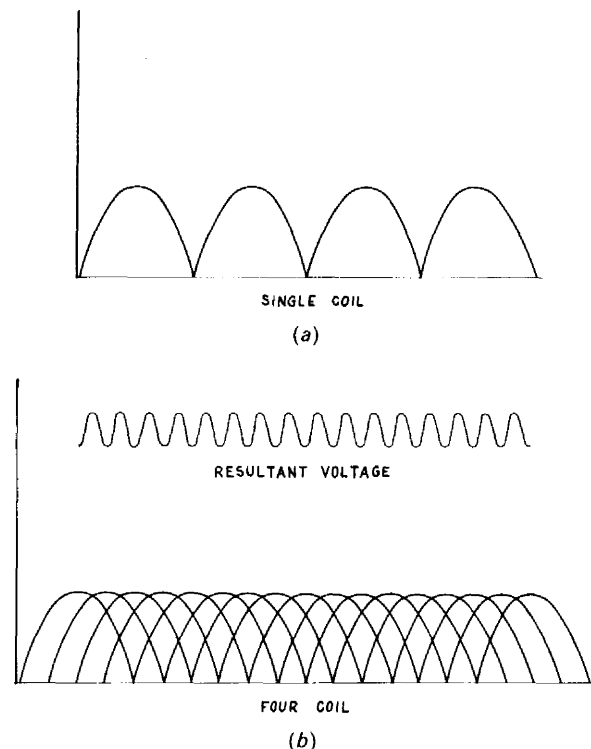 SINGLE COIL
(a)
RESULTANT VOLTAGE
FOUR COIL
(b)